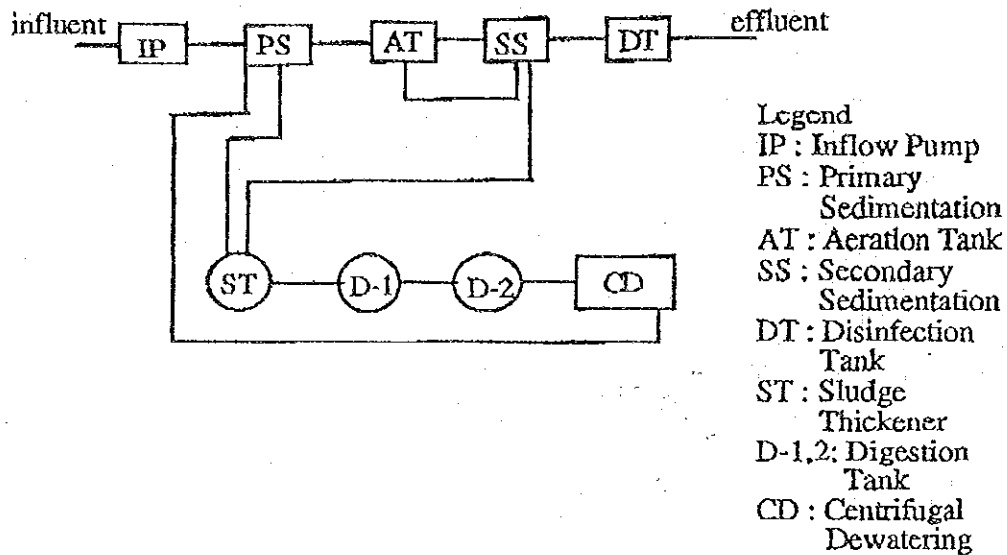 influent
IP
PS
AT
SS
DT
effluent
ST
D-1
D-2
CD
Legend
IP : Inflow Pump
PS : Primary
Sedimentation
AT : Aeration Tank
SS : Secondary
Sedimentation
DT : Disinfection
Tank
ST : Sludge
Thickener
D-1,2: Digestion
Tank
CD : Centrifugal
Dewatering